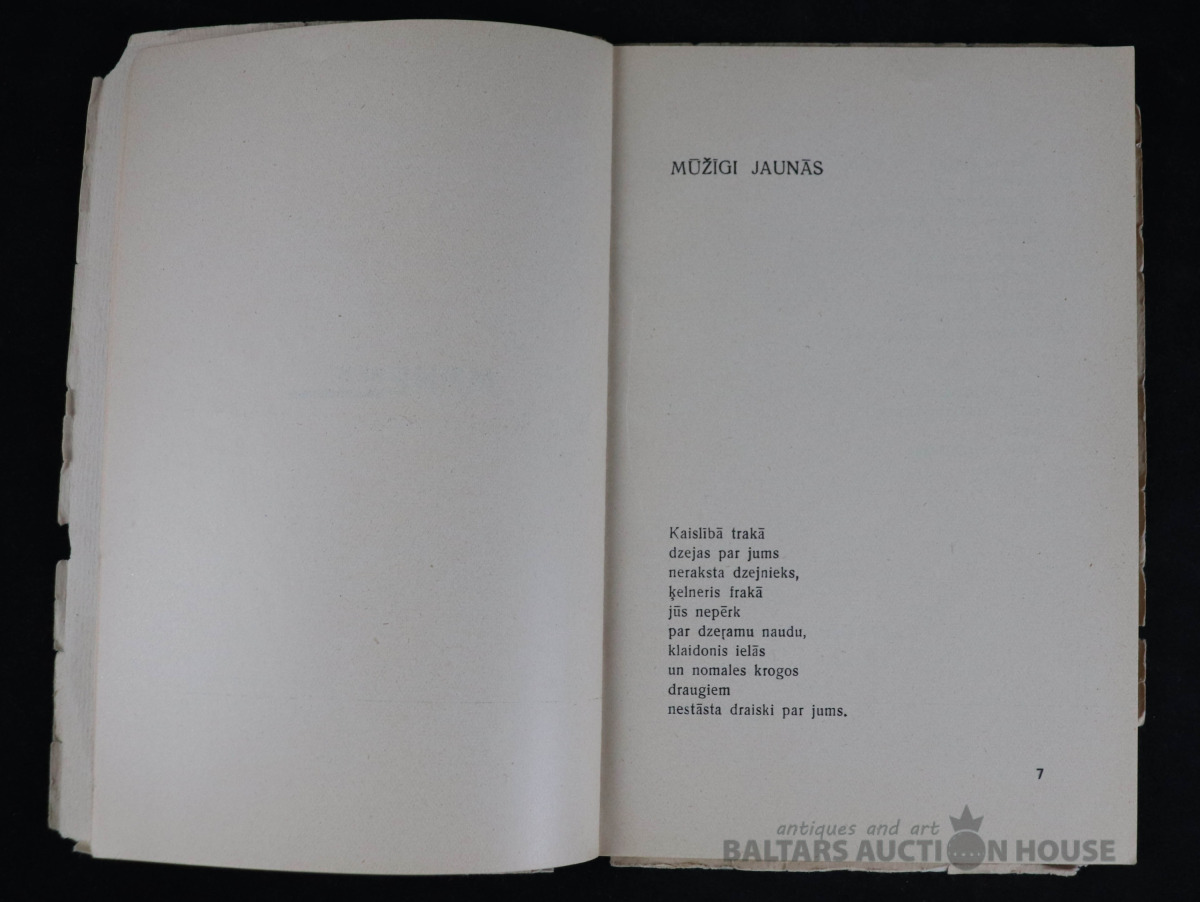 MŪŽĪGI JAUNĀS
Kaislībā trakā
dzejas par jums
neraksta dzejnieks,
ķelneris frakā
jūs nepērk
par dzeŗamu naudu,
klaidonis ielās
un nomales krogos
draugiem
nestāsta draiski par jums.
7
antiques and art
BALTARS AUCTION HOUSE